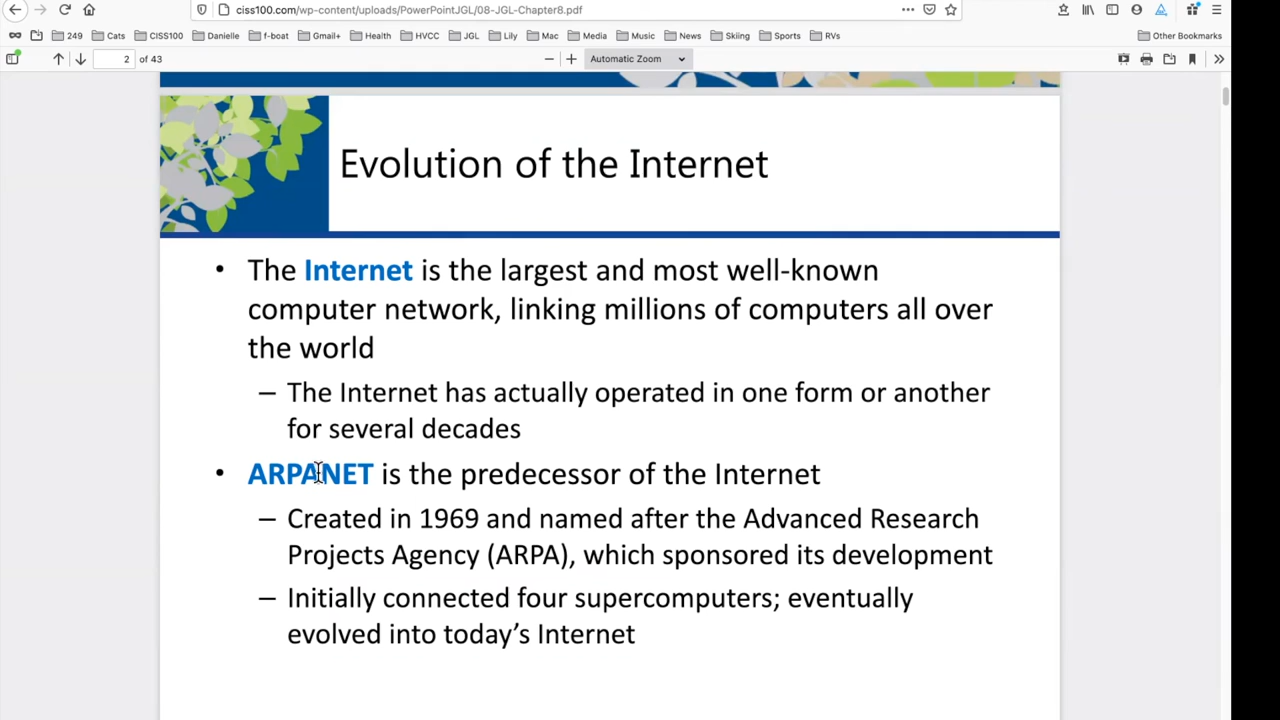 ciss100.com/wp-content/uploads/PowerPointJGL/08-JGL-Chapter8.pdf
249 Cats CISS100 Danielle f-boat Gmail+ Health HVCC JGL Lily Mac Media Music News Skiing Sports RVs Other Bookmarks
2 of 43 Automatic Zoom
Evolution of the Internet
• The Internet is the largest and most well-known
computer network, linking millions of computers all over
the world
– The Internet has actually operated in one form or another
for several decades
• ARPANET is the predecessor of the Internet
– Created in 1969 and named after the Advanced Research
Projects Agency (ARPA), which sponsored its development
– Initially connected four supercomputers; eventually
evolved into today's Internet